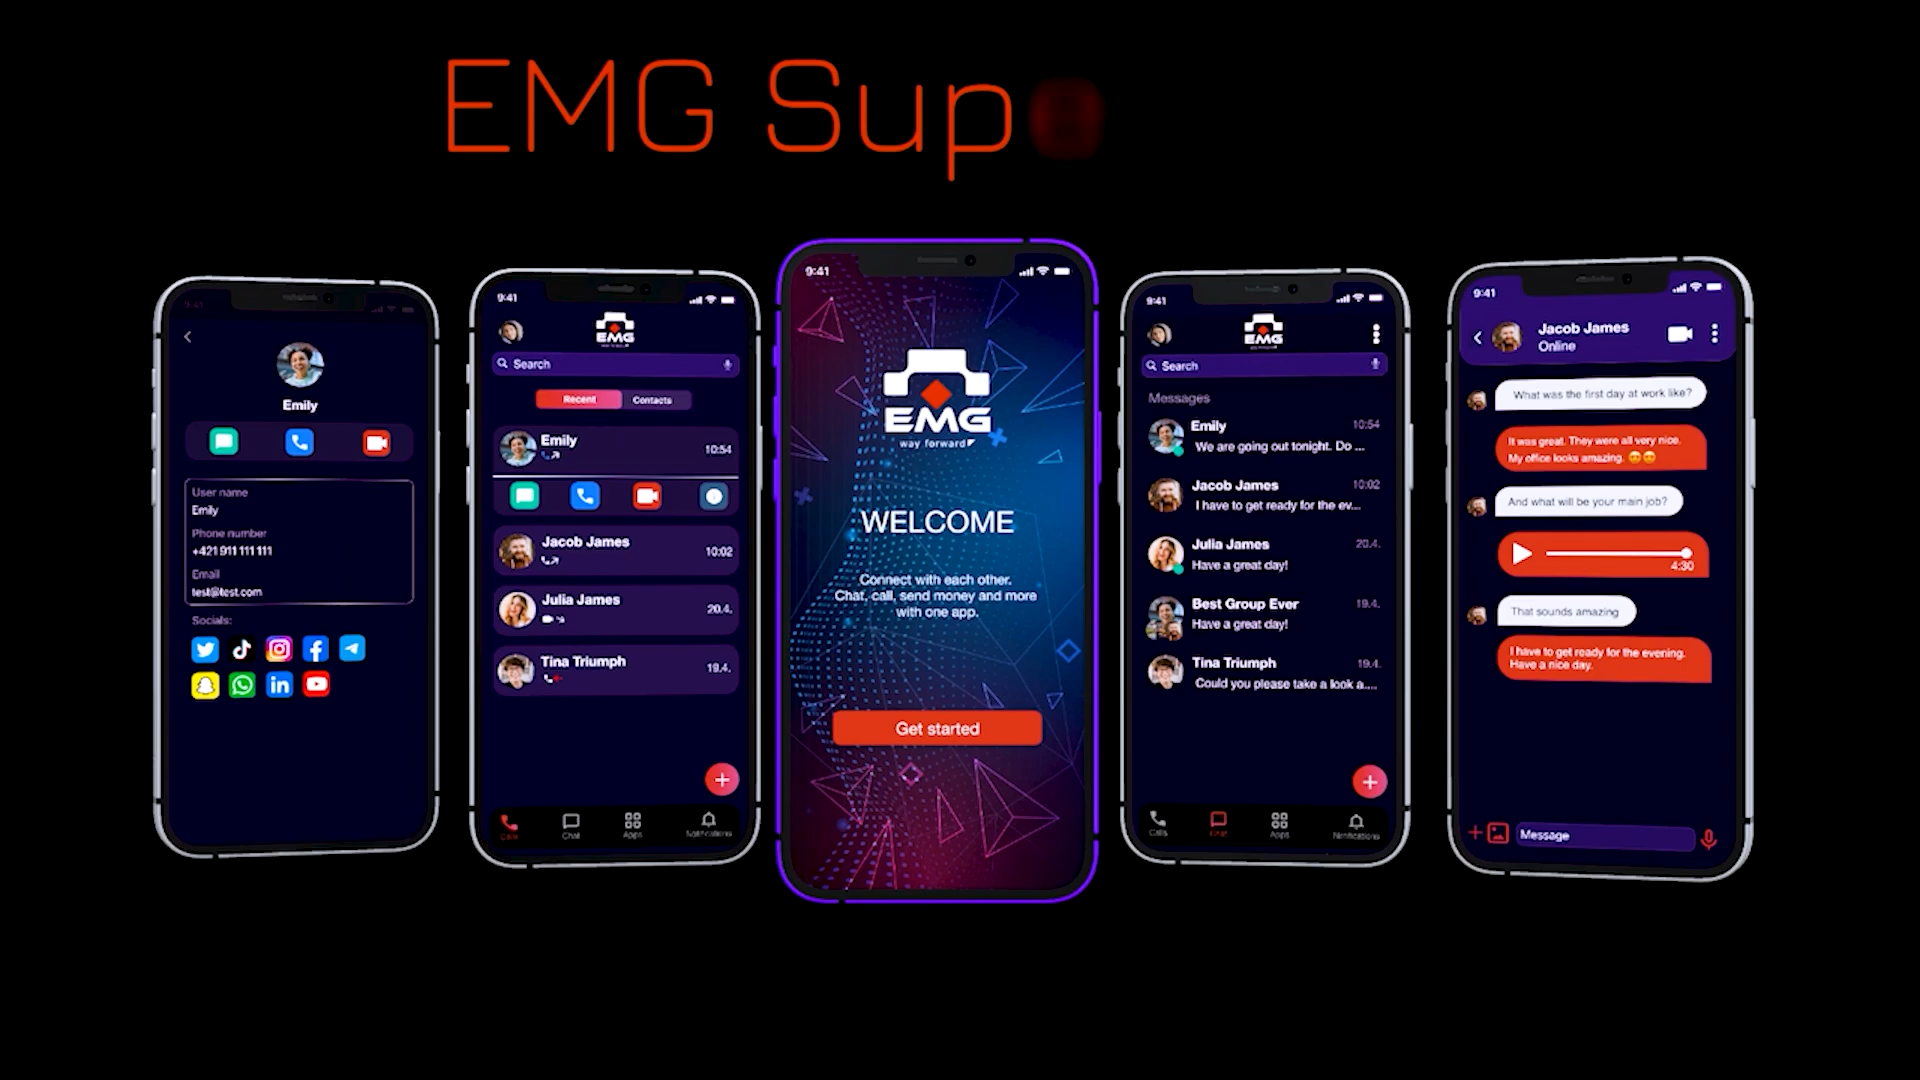 EMG Sup
9:41
Emily
User name
Emily
Phone number
+421 911 111 111
Email
test@test.com
Socials:
9:41
EMG
Search
Recent Contacts
Emily
10:54
Jacob James
10:02
Julia James
20.4.
Tina Triumph
19.4.
Calls Chat Apps Notifications
9:41
EMG
way forward
WELCOME
Connect with each other.
Chat, call, send money and more
with one app.
Get started
9:41
EMG
Search
Messages
Emily 10:54
We are going out tonight. Do ...
Jacob James 10:02
I have to get ready for the ev...
Julia James 20.4.
Have a great day!
Best Group Ever 19.4.
Have a great day!
Tina Triumph 19.4.
Could you please take a look a....
Calls Chat Apps Notifications
9:41
Jacob James
Online
What was the first day at work like?
It was great. They were all very nice.
My office looks amazing. 😍😍
And what will be your main job?
4:30
That sounds amazing
I have to get ready for the evening.
Have a nice day.
Message